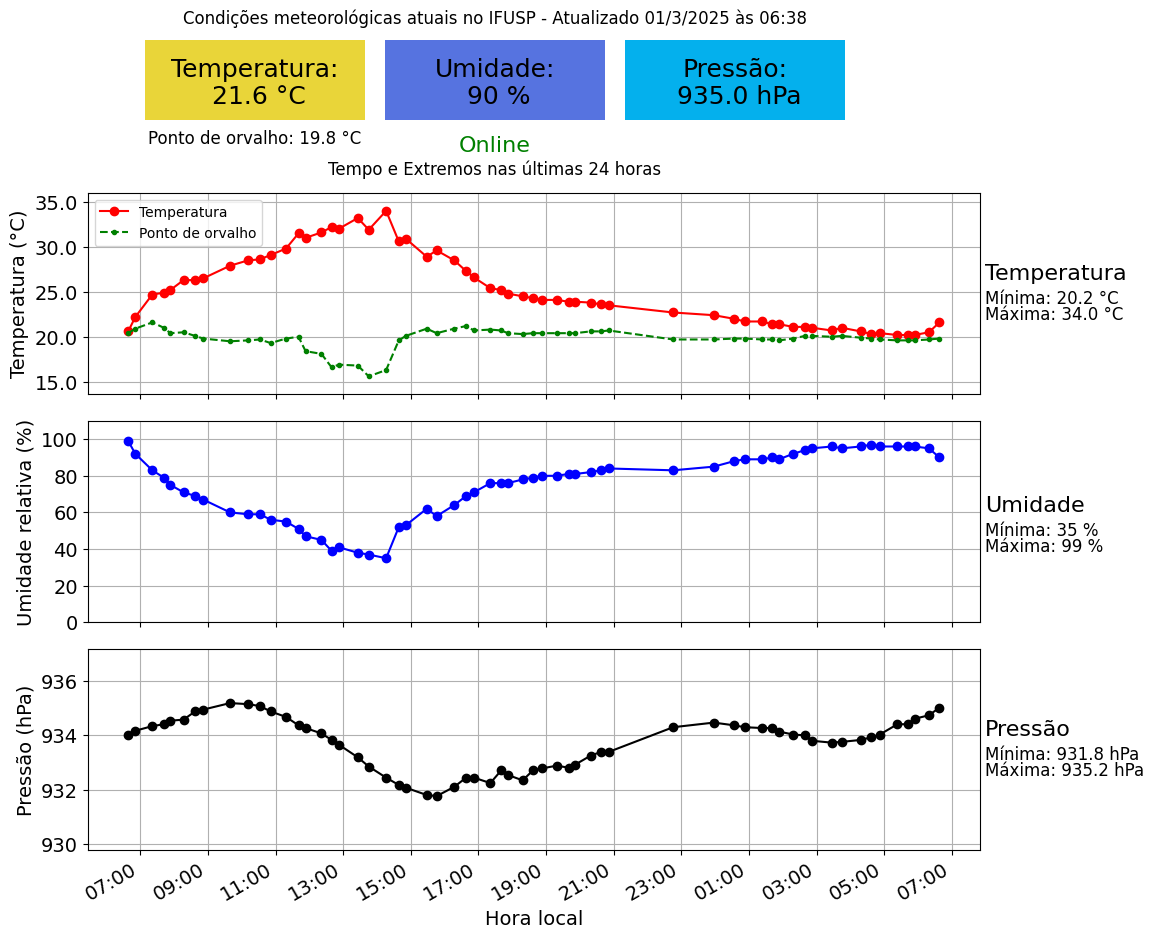 Condições meteorológicas atuais no IFUSP - Atualizado 01/3/2025 às 06:38
Temperatura:
21.6 °C
Umidade:
90 %
Pressão:
935.0 hPa
Ponto de orvalho: 19.8 °C
Online
Tempo e Extremos nas últimas 24 horas
Temperatura (°C)
35.0
30.0
25.0
20.0
15.0
Temperatura
Ponto de orvalho
Temperatura
Mínima: 20.2 °C
Máxima: 34.0 °C
Umidade relativa (%)
100
80
60
40
20
0
Umidade
Mínima: 35 %
Máxima: 99 %
Pressão (hPa)
936
934
932
930
Pressão
Mínima: 931.8 hPa
Máxima: 935.2 hPa
07:00 09:00 11:00 13:00 15:00 17:00 19:00 21:00 23:00 01:00 03:00 05:00 07:00
Hora local